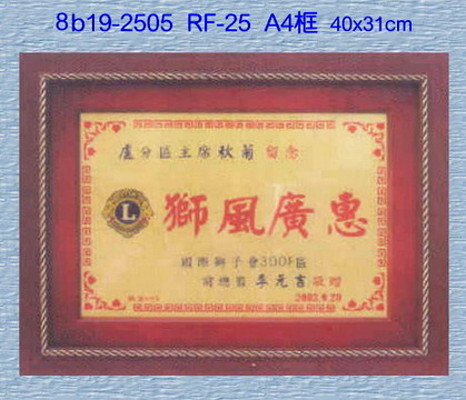 8b19-2505 RF-25 A4框 40x31cm
盧分區主席秋菊 留念
L
獅風廣惠
國際獅子會300F區
前總監 李元吉 敬贈
2003.9.20